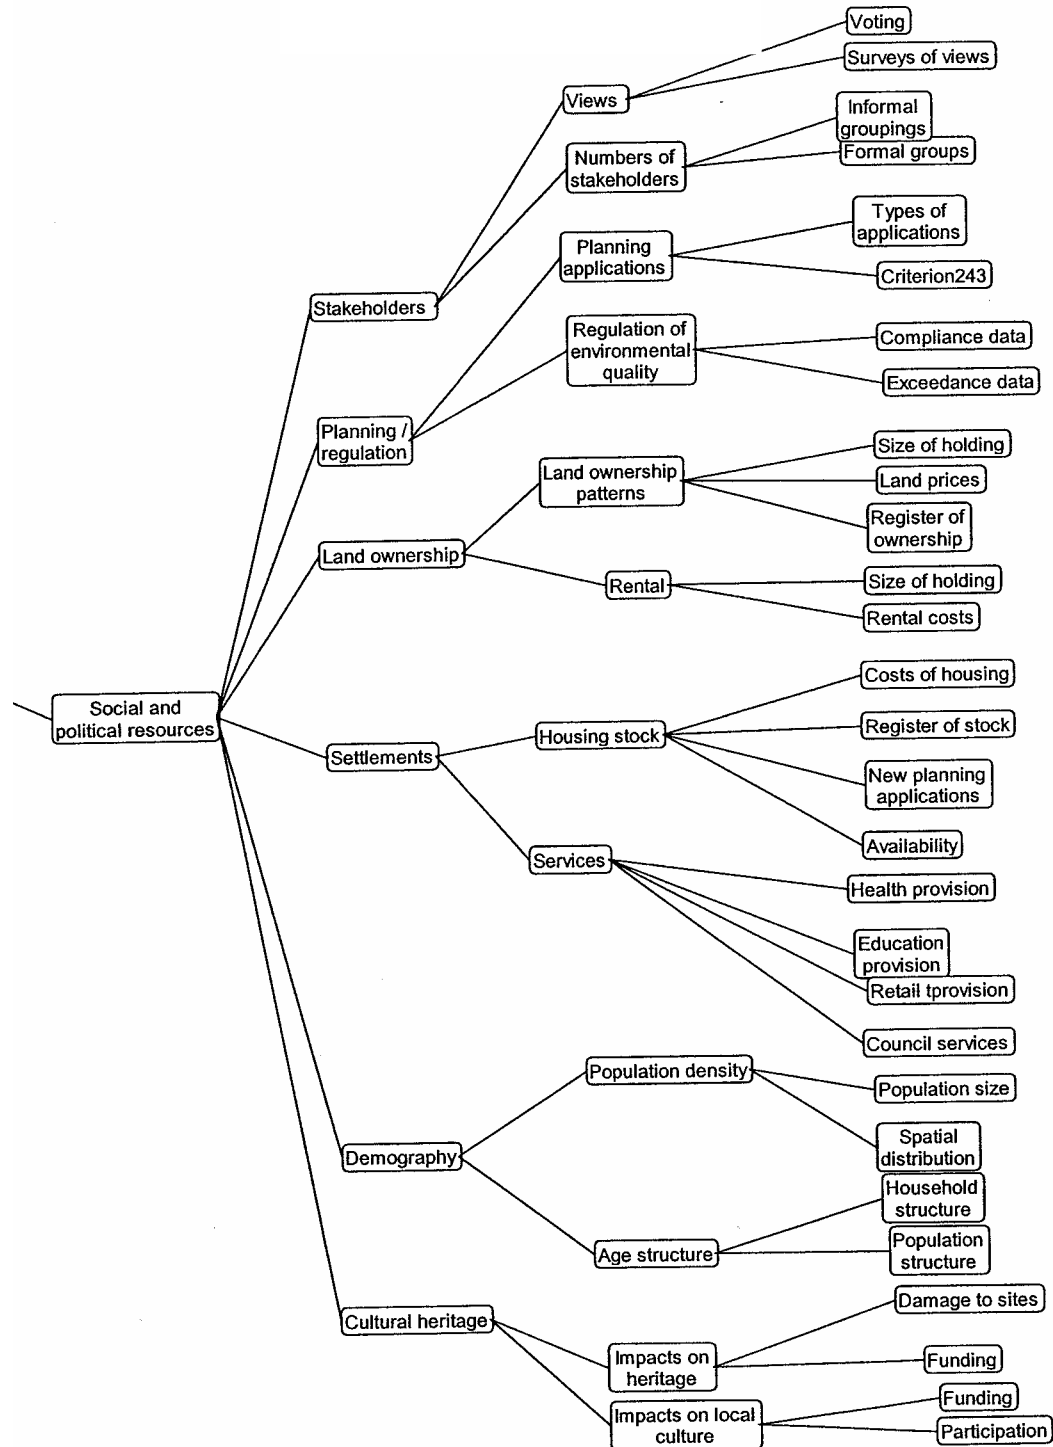 Voting
Surveys of views
Views
Informal
groupings
Formal groups
Numbers of
stakeholders
Types of
applications
Planning
applications
Criterion243
Stakeholders
Regulation of
environmental
quality
Compliance data
Exceedance data
Planning /
regulation
Size of holding
Land ownership
patterns
Land prices
Register of
ownership
Land ownership
Rental
Size of holding
Rental costs
Costs of housing
Social and
political resources
Register of stock
Housing stock
Settlements
New planning
applications
Availability
Services
Health provision
Education
provision
Retail tprovision
Council services
Population density
Population size
Spatial
distribution
Demography
Household
structure
Age structure
Population
structure
Damage to sites
Cultural heritage
Impacts on
heritage
Funding
Funding
Impacts on local
culture
Participation